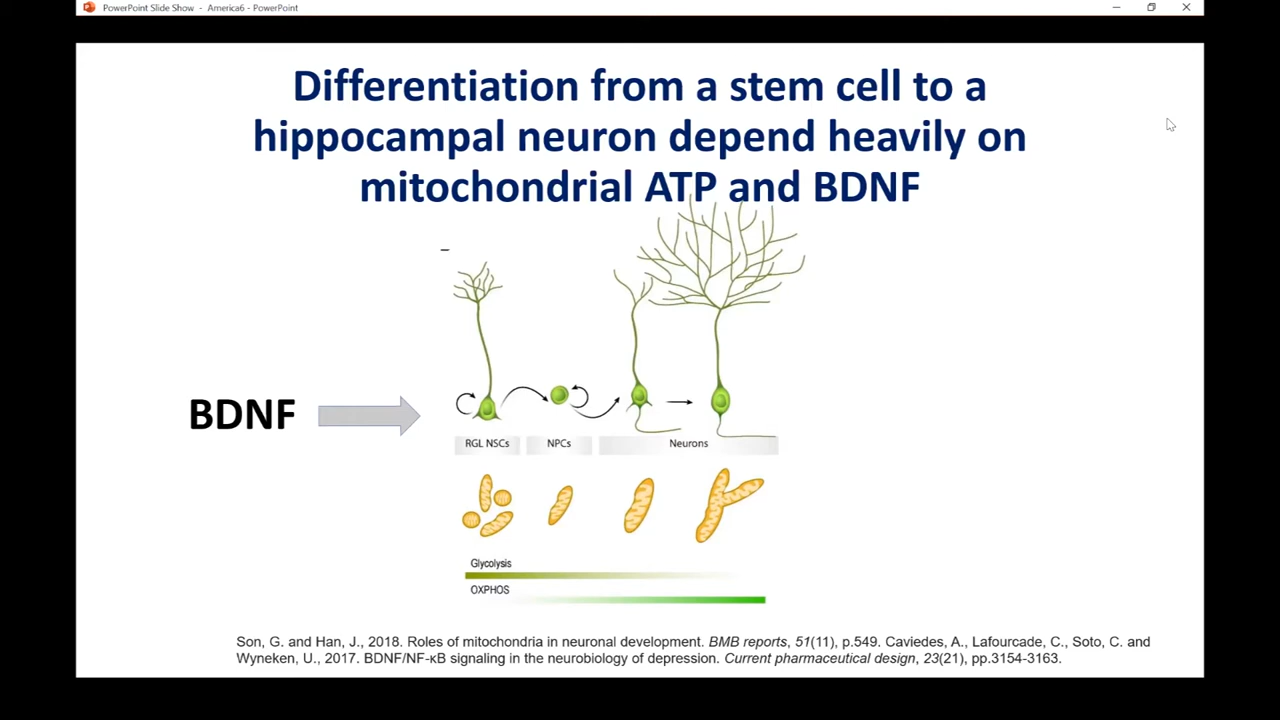 PowerPoint Slide Show - America6 - PowerPoint
Differentiation from a stem cell to a
hippocampal neuron depend heavily on
mitochondrial ATP and BDNF
BDNF
RGL NSCs
NPCs
Neurons
Glycolysis
OXPHOS
Son, G. and Han, J., 2018. Roles of mitochondria in neuronal development. BMB reports, 51(11), p.549. Caviedes, A., Lafourcade, C., Soto, C. and
Wyneken, U., 2017. BDNF/NF-κB signaling in the neurobiology of depression. Current pharmaceutical design, 23(21), pp.3154-3163.